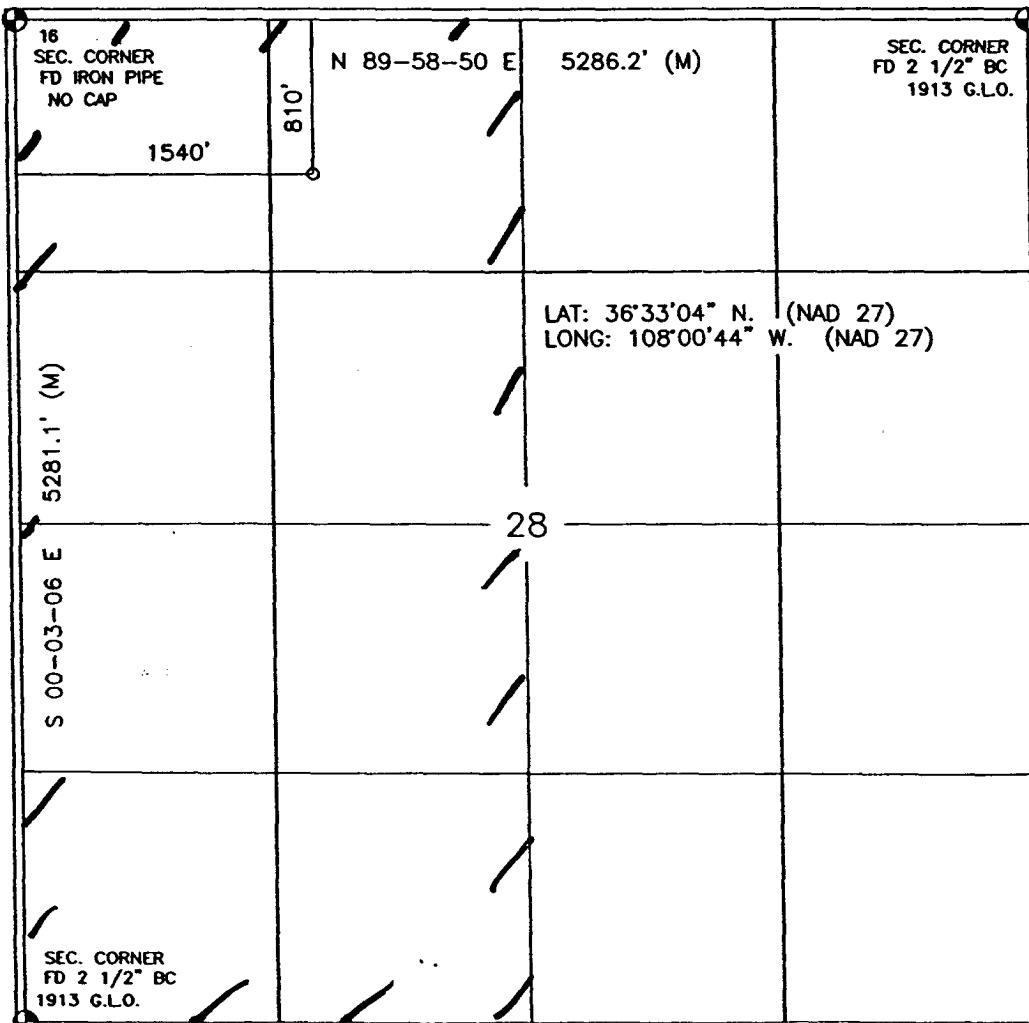 16
SEC. CORNER
FD IRON PIPE
NO CAP
N 89-58-50 E 5286.2' (M)
SEC. CORNER
FD 2 1/2" BC
1913 G.L.O.
810'
1540'
LAT: 36°33'04" N. (NAD 27)
LONG: 108°00'44" W. (NAD 27)
S 00-03-06 E 5281.1' (M)
28
SEC. CORNER
FD 2 1/2" BC
1913 G.L.O.